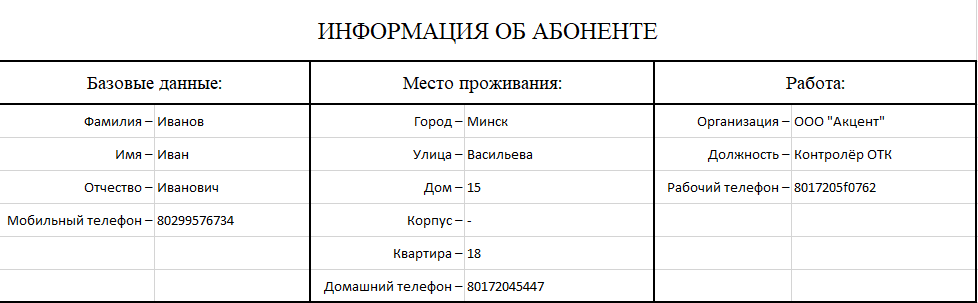 ИНФОРМАЦИЯ ОБ АБОНЕНТЕ
Базовые данные: Место проживания: Работа:
Фамилия – Иванов Город – Минск Организация – ООО "Акцент"
Имя – Иван Улица – Васильева Должность – Контролёр ОТК
Отчество – Иванович Дом – 15 Рабочий телефон – 8017205f0762
Мобильный телефон – 80299576734 Корпус – -
Квартира – 18
Домашний телефон – 80172045447